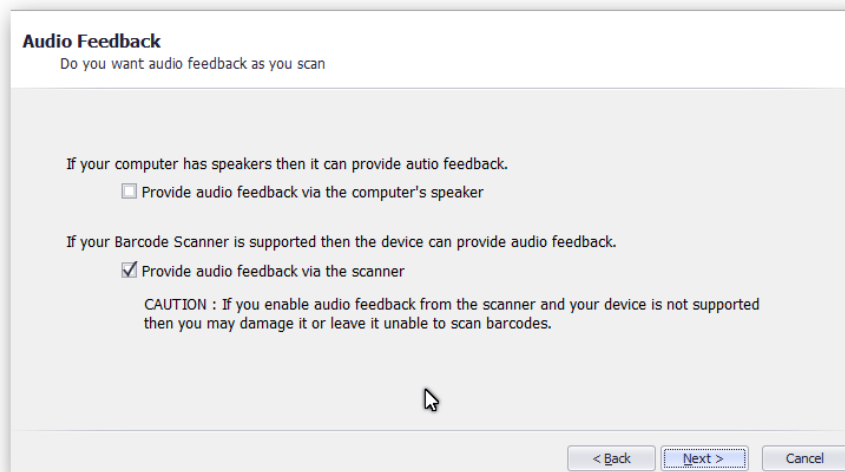 Audio Feedback
Do you want audio feedback as you scan
If your computer has speakers then it can provide autio feedback.
Provide audio feedback via the computer's speaker
If your Barcode Scanner is supported then the device can provide audio feedback.
Provide audio feedback via the scanner
CAUTION : If you enable audio feedback from the scanner and your device is not supported
then you may damage it or leave it unable to scan barcodes.
< Back Next > Cancel